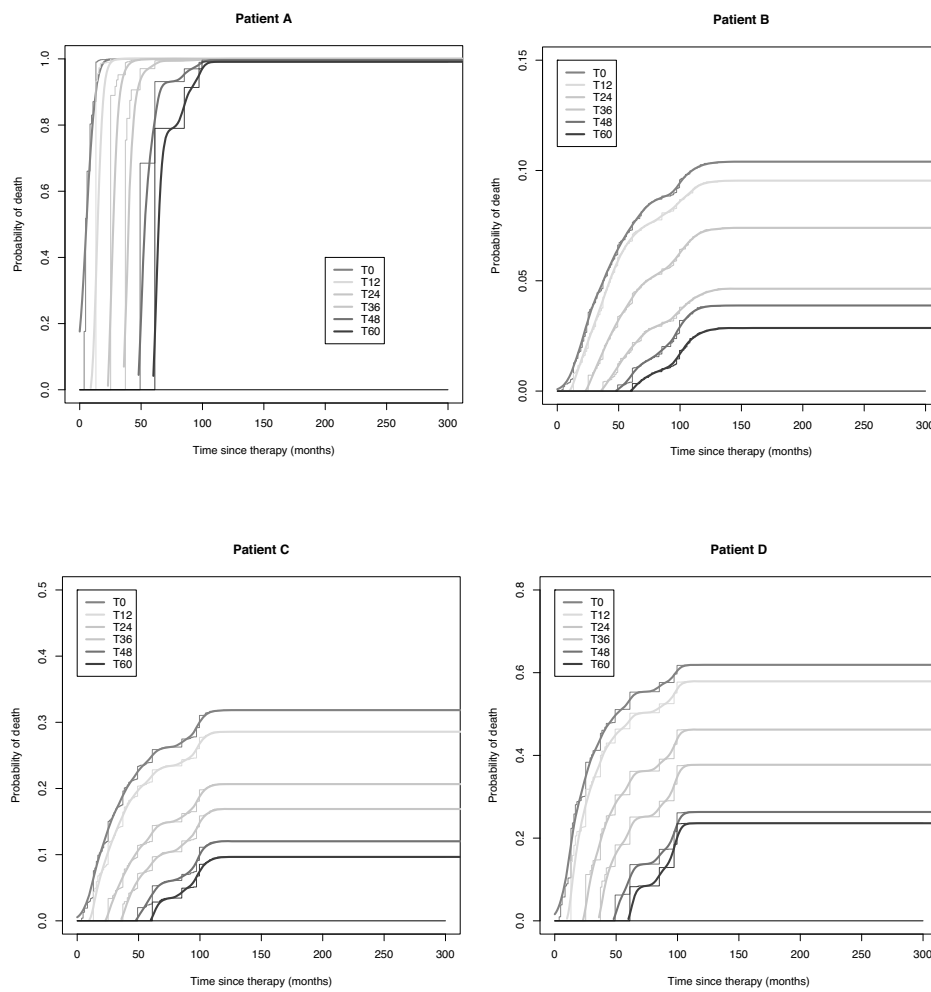 Patient A
Probability of death
1.0
0.8
0.6
0.4
0.2
0.0
T0
T12
T24
T36
T48
T60
0 50 100 150 200 250 300
Time since therapy (months)
Patient B
Probability of death
0.15
0.10
0.05
0.00
T0
T12
T24
T36
T48
T60
0 50 100 150 200 250 300
Time since therapy (months)
Patient C
Probability of death
0.5
0.4
0.3
0.2
0.1
0.0
T0
T12
T24
T36
T48
T60
0 50 100 150 200 250 300
Time since therapy (months)
Patient D
Probability of death
0.8
0.6
0.4
0.2
0.0
T0
T12
T24
T36
T48
T60
0 50 100 150 200 250 300
Time since therapy (months)